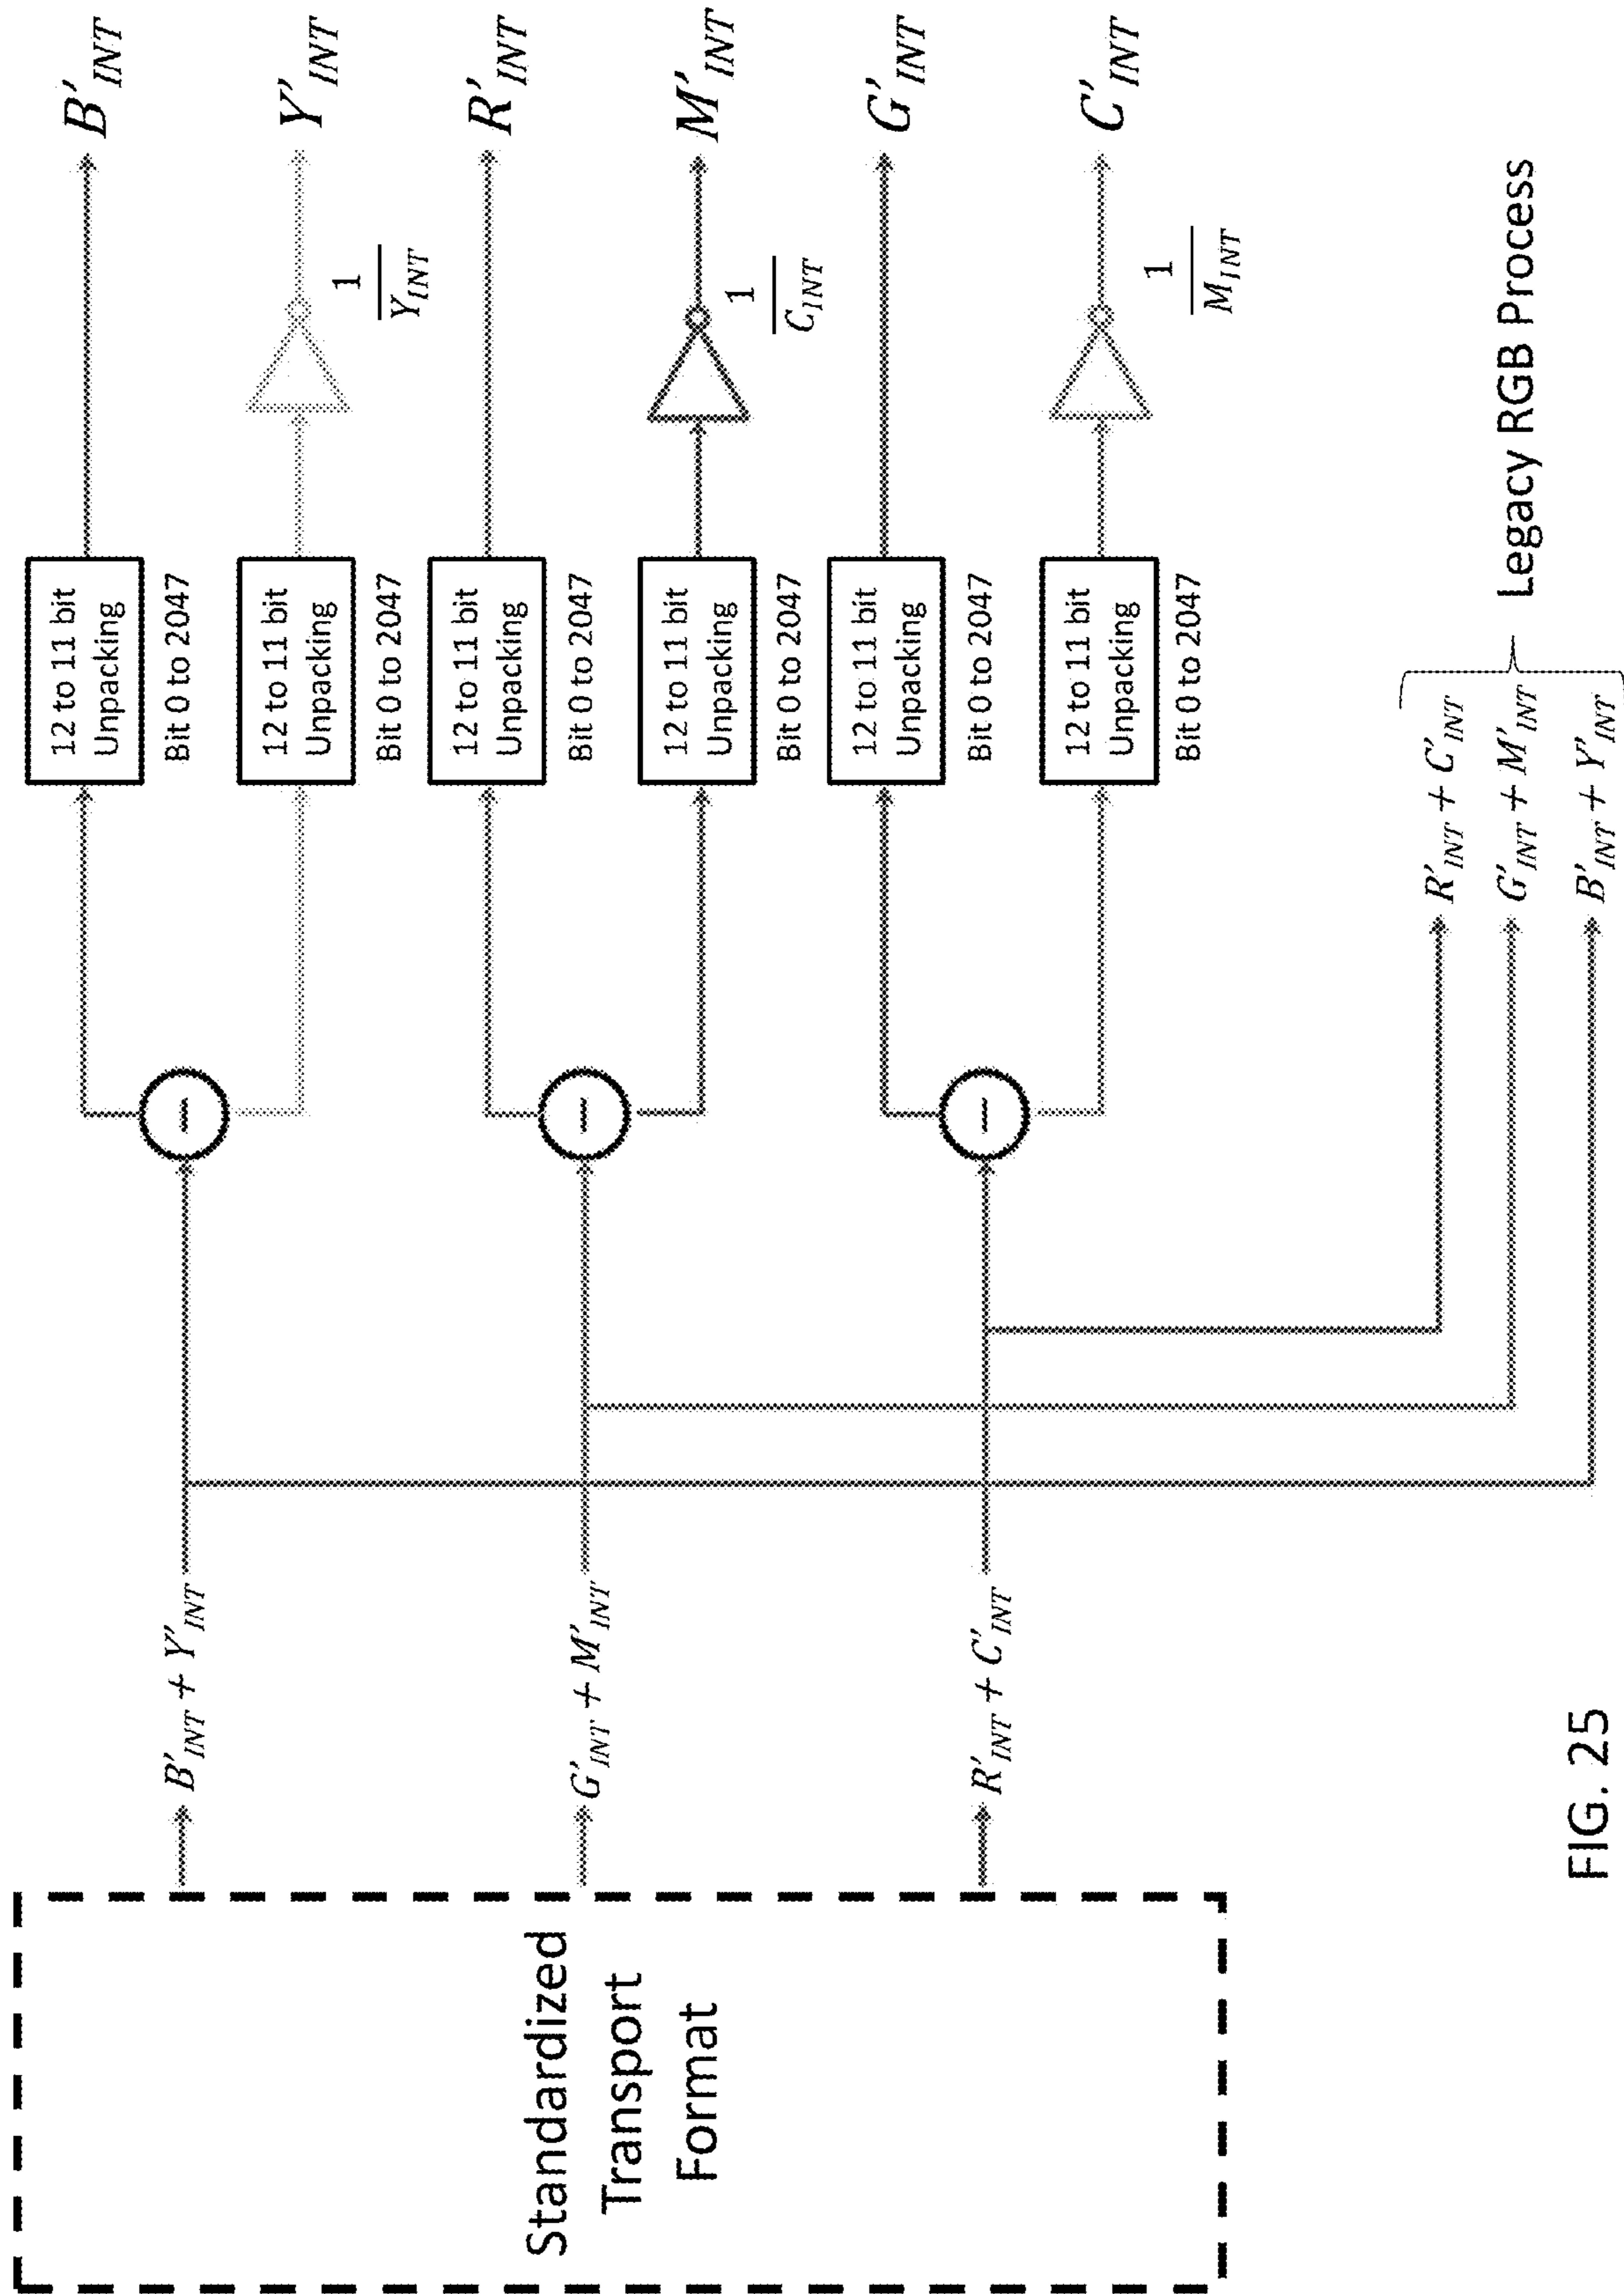 Standardized
Transport
Format
B'INT + Y'INT
G'INT + M'INT
R'INT + C'INT
12 to 11 bit
Unpacking
Bit 0 to 2047
B'INT
12 to 11 bit
Unpacking
Bit 0 to 2047
1
YINT
Y'INT
12 to 11 bit
Unpacking
Bit 0 to 2047
R'INT
12 to 11 bit
Unpacking
Bit 0 to 2047
1
CINT
M'INT
12 to 11 bit
Unpacking
Bit 0 to 2047
G'INT
12 to 11 bit
Unpacking
Bit 0 to 2047
1
MINT
C'INT
R'INT + C'INT
G'INT + M'INT
B'INT + Y'INT
Legacy RGB Process
FIG. 25